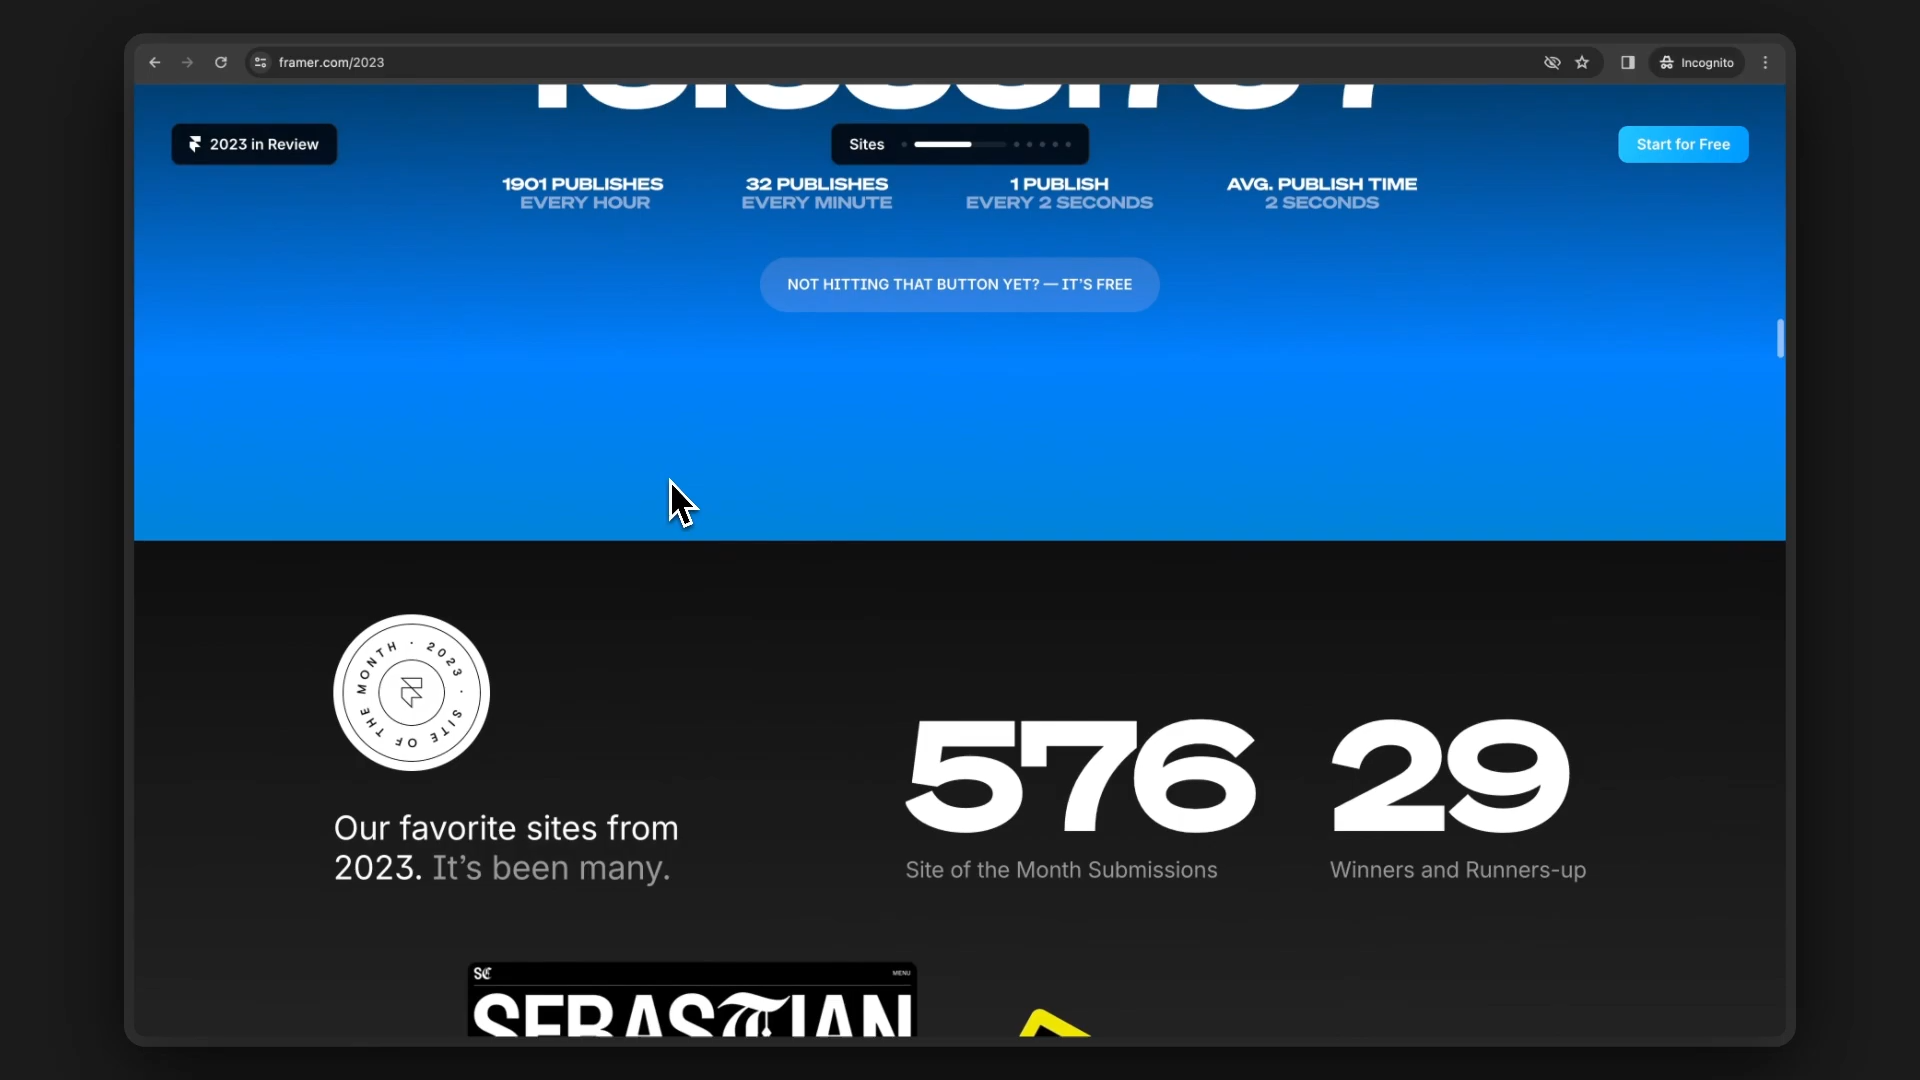 framer.com/2023
Incognito
2023 in Review
Sites
Start for Free
1901 PUBLISHES
EVERY HOUR
32 PUBLISHES
EVERY MINUTE
1 PUBLISH
EVERY 2 SECONDS
AVG. PUBLISH TIME
2 SECONDS
NOT HITTING THAT BUTTON YET? — IT’S FREE
SITE OF THE MONTH · 2023 ·
Our favorite sites from
2023. It’s been many.
576
Site of the Month Submissions
29
Winners and Runners-up
SC
MENU
SEBASTIAN